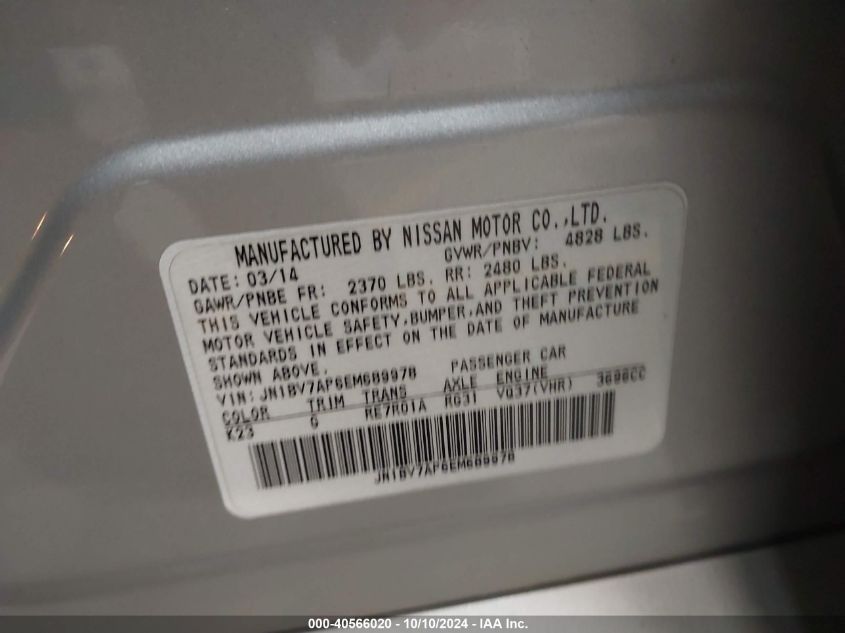 MANUFACTURED BY NISSAN MOTOR CO.,LTD.
DATE: 03/14 GVWR/PNBV: 4828 LBS.
GAWR/PNBE FR: 2370 LBS. RR: 2480 LBS.
THIS VEHICLE CONFORMS TO ALL APPLICABLE FEDERAL
MOTOR VEHICLE SAFETY,BUMPER,AND THEFT PREVENTION
STANDARDS IN EFFECT ON THE DATE OF MANUFACTURE
SHOWN ABOVE.
VIN: PASSENGER CAR
COLOR TRIM TRANS AXLE ENGINE
K23 G RE7R01A RG31 VQ37(VHR) 3696CC
000-40566020 - 10/10/2024 - IAA Inc.